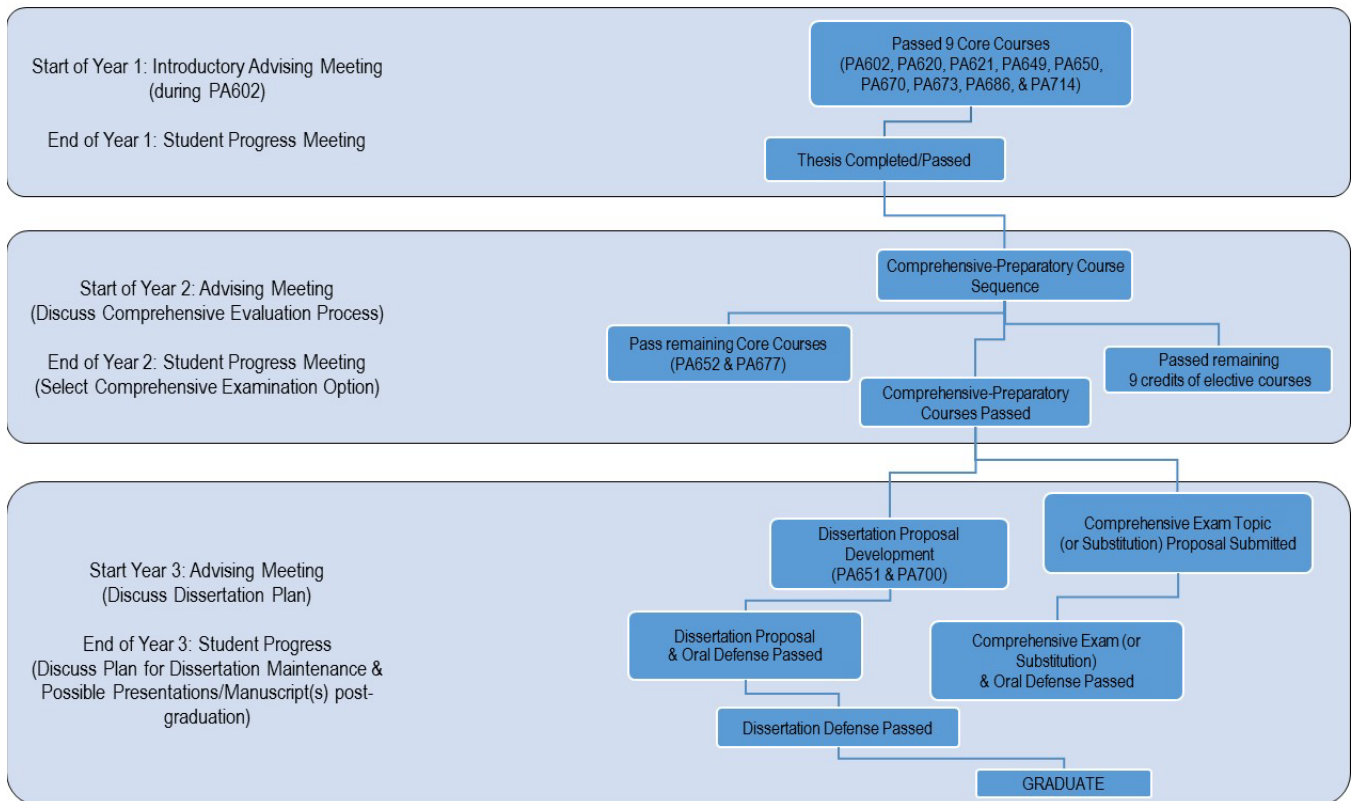 Start of Year 1: Introductory Advising Meeting
(during PA602)
End of Year 1: Student Progress Meeting
Passed 9 Core Courses
(PA602, PA620, PA621, PA649, PA650,
PA670, PA673, PA686, & PA714)
Thesis Completed/Passed
Start of Year 2: Advising Meeting
(Discuss Comprehensive Evaluation Process)
End of Year 2: Student Progress Meeting
(Select Comprehensive Examination Option)
Comprehensive-Preparatory Course
Sequence
Pass remaining Core Courses
(PA652 & PA677)
Passed remaining
9 credits of elective courses
Comprehensive-Preparatory
Courses Passed
Start Year 3: Advising Meeting
(Discuss Dissertation Plan)
End of Year 3: Student Progress
(Discuss Plan for Dissertation Maintenance &
Possible Presentations/Manuscript(s) post-
graduation)
Dissertation Proposal
Development
(PA651 & PA700)
Comprehensive Exam Topic
(or Substitution) Proposal Submitted
Dissertation Proposal
& Oral Defense Passed
Comprehensive Exam (or
Substitution)
& Oral Defense Passed
Dissertation Defense Passed
GRADUATE